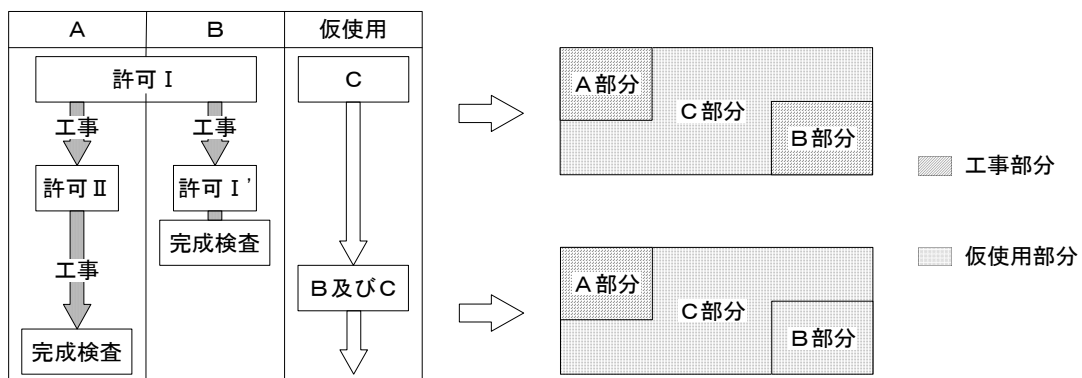 A
B
仮使用
許可Ⅰ
C
工事
工事
許可Ⅱ
許可Ⅰ'
完成検査
工事
B及びC
完成検査
A部分
C部分
B部分
工事部分
仮使用部分
A部分
C部分
B部分